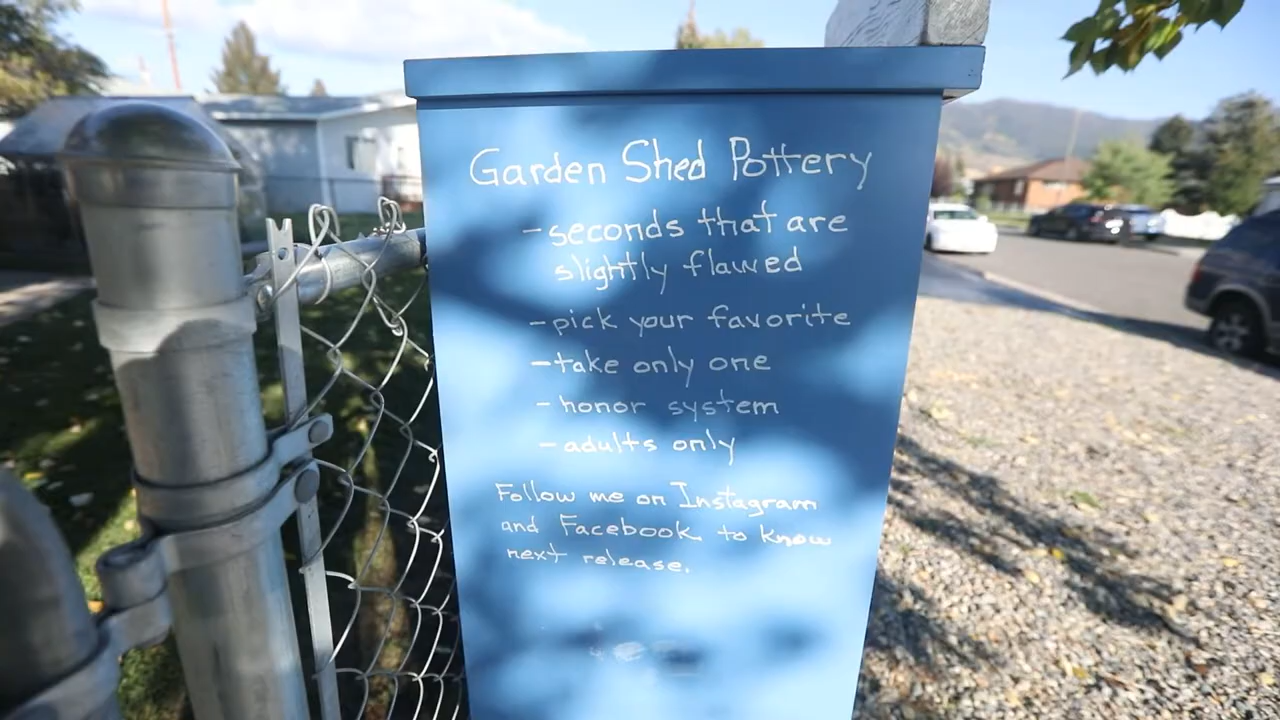 Garden Shed Pottery
-seconds that are
slightly flawed
-pick your favorite
-take only one
-honor system
-adults only
Follow me on Instagram
and Facebook to know
next release.